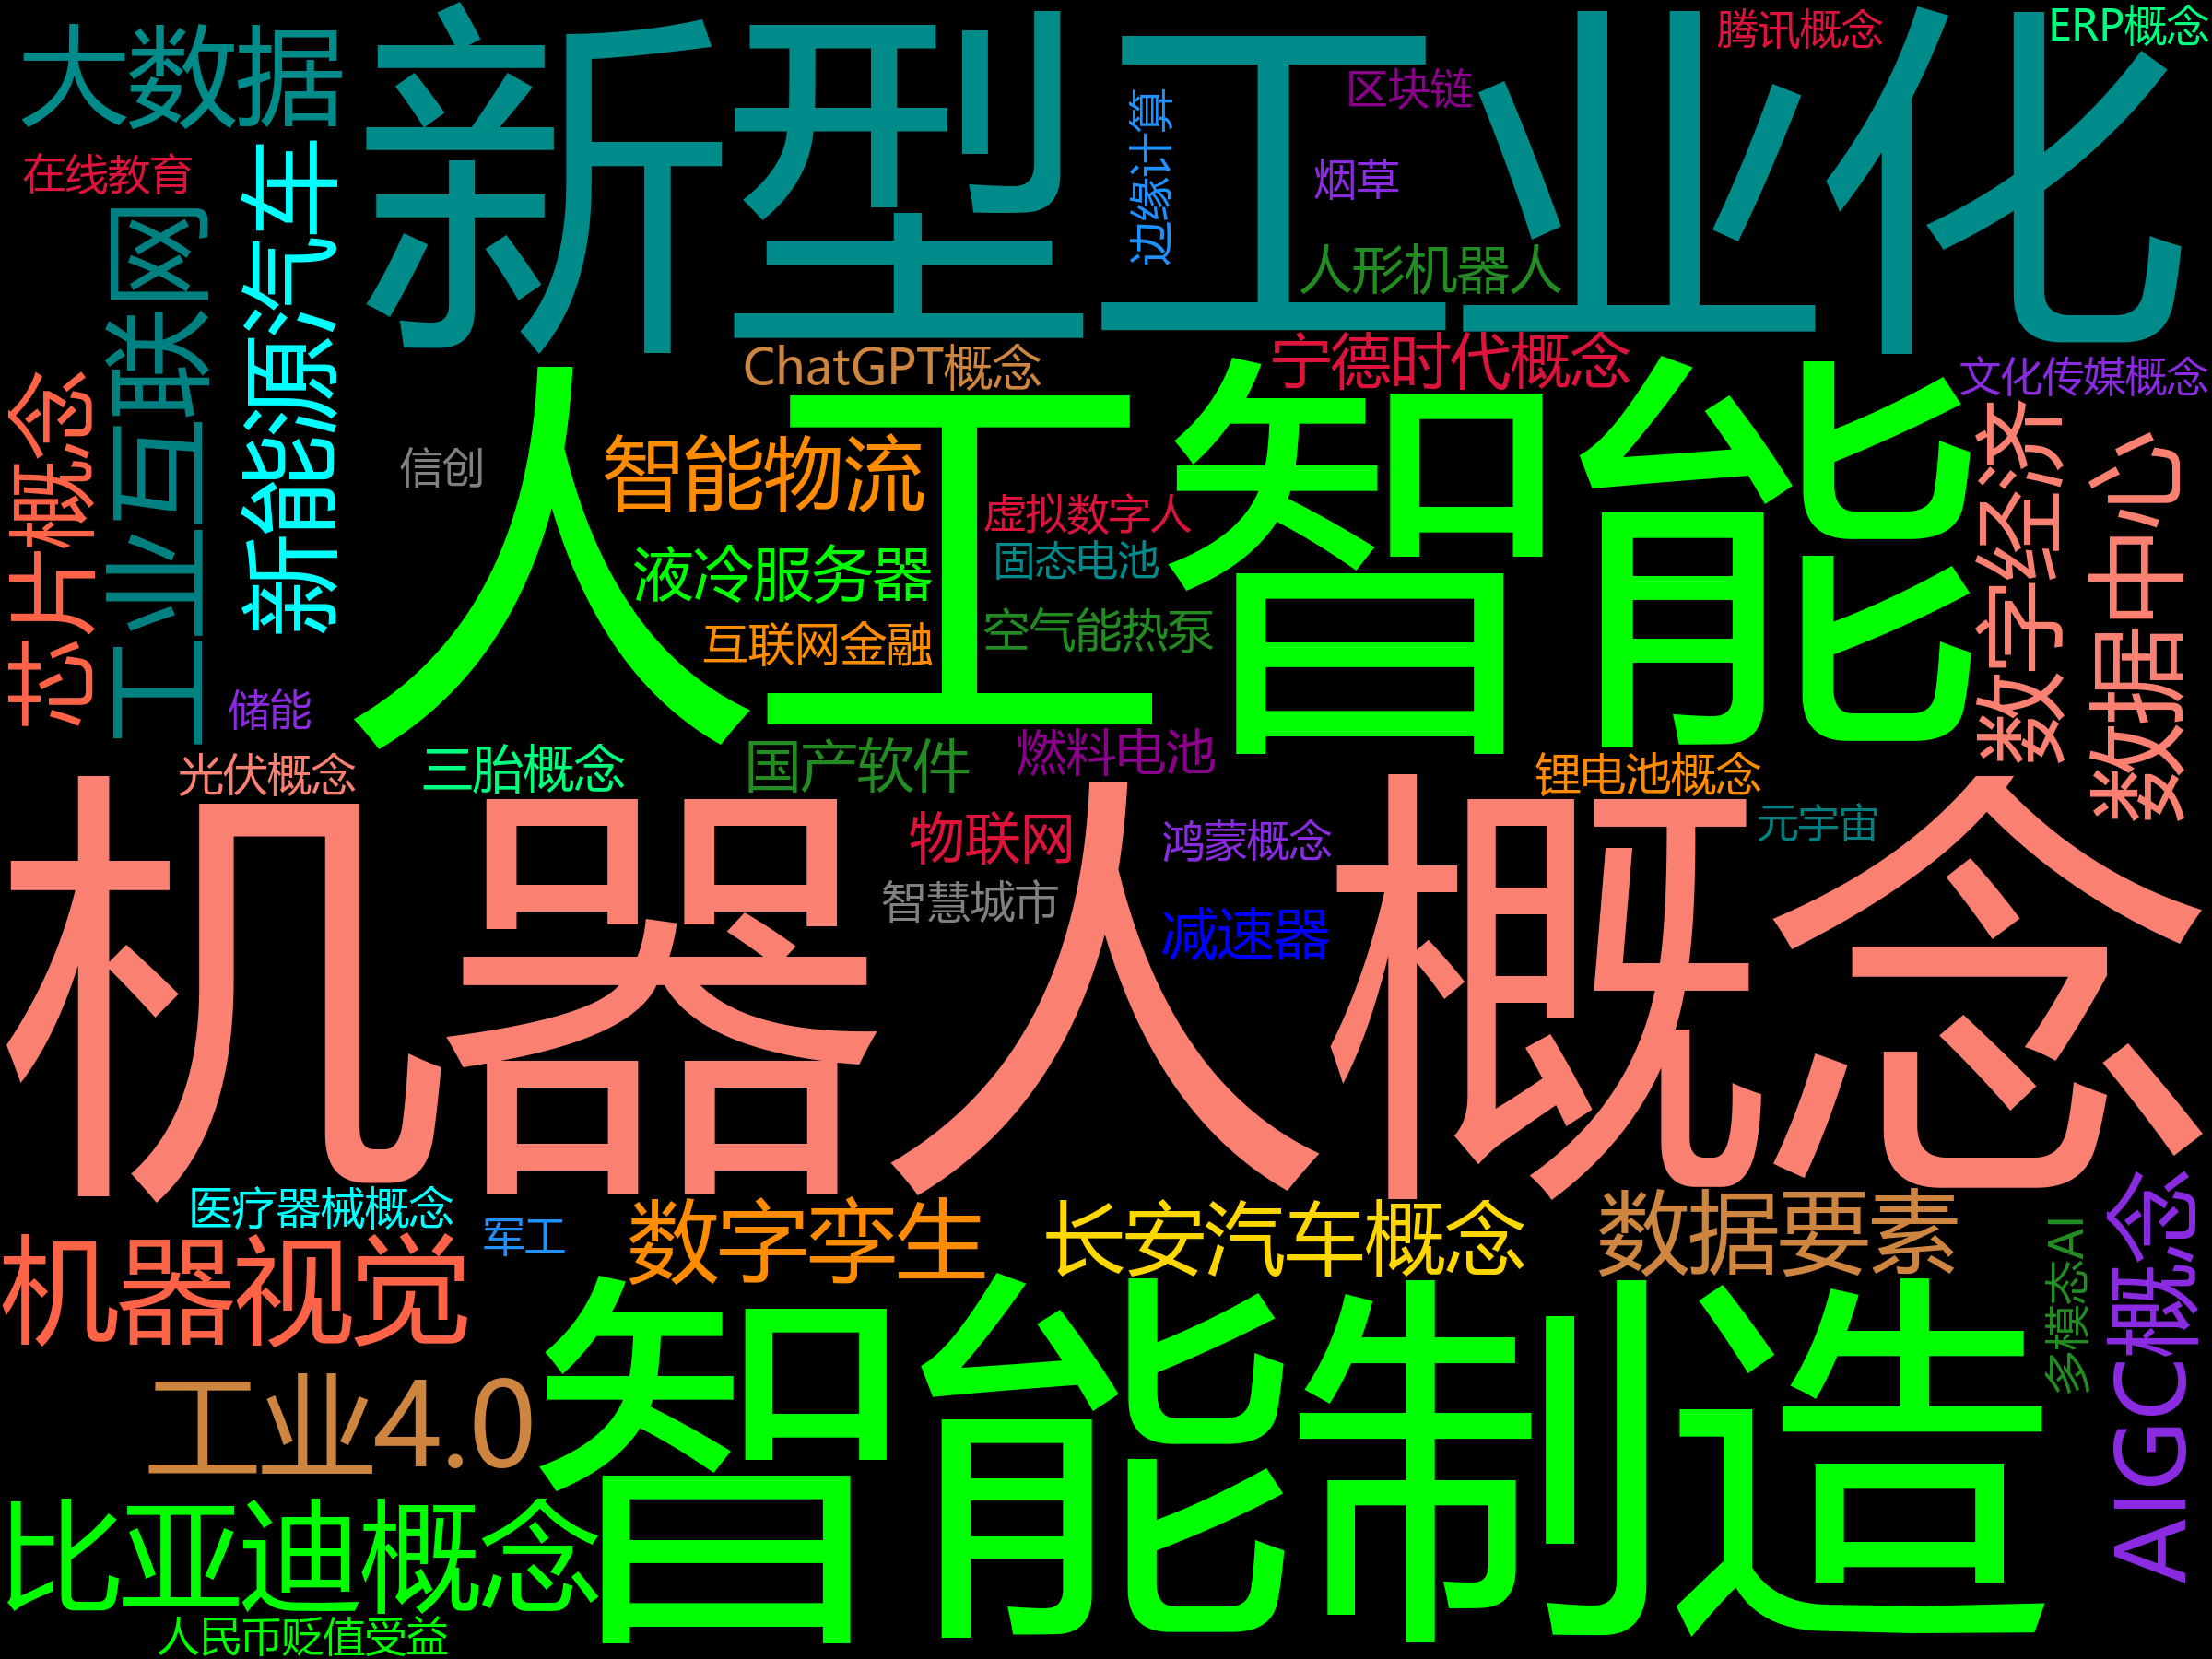 大数据
新型工业化
腾讯概念
ERP概念
区块链
边缘计算
在线教育
烟草
新能源汽车
工业互联网
人形机器人
宁德时代概念
ChatGPT概念
文化传媒概念
芯片概念
人工智能
信创
智能物流
数字经济
数据中心
虚拟数字人
液冷服务器
固态电池
空气能热泵
互联网金融
储能
光伏概念
三胎概念
国产软件
燃料电池
锂电池概念
机器人概念
物联网
鸿蒙概念
元宇宙
智慧城市
减速器
医疗器械概念
军工
数字孪生
长安汽车概念
数据要素
机器视觉
多模态AI
AIGC概念
智能制造
工业4.0
比亚迪概念
人民币贬值受益